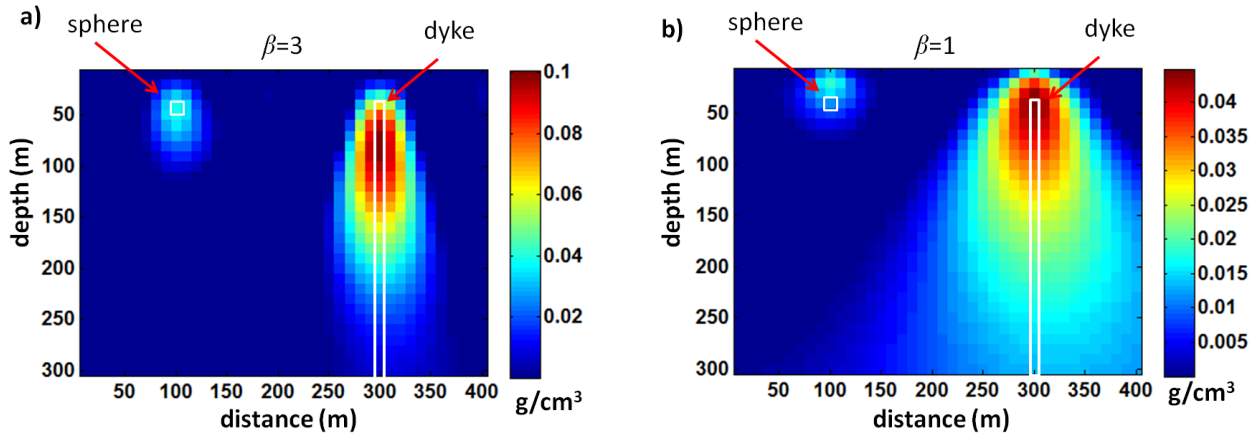 a)
sphere
β=3
dyke
50
100
150
200
250
300
depth (m)
50 100 150 200 250 300 350 400
distance (m)
0.1
0.08
0.06
0.04
0.02
g/cm³
b)
sphere
β=1
dyke
50
100
150
200
250
300
depth (m)
50 100 150 200 250 300 350 400
distance (m)
0.04
0.035
0.03
0.025
0.02
0.015
0.01
0.005
g/cm³